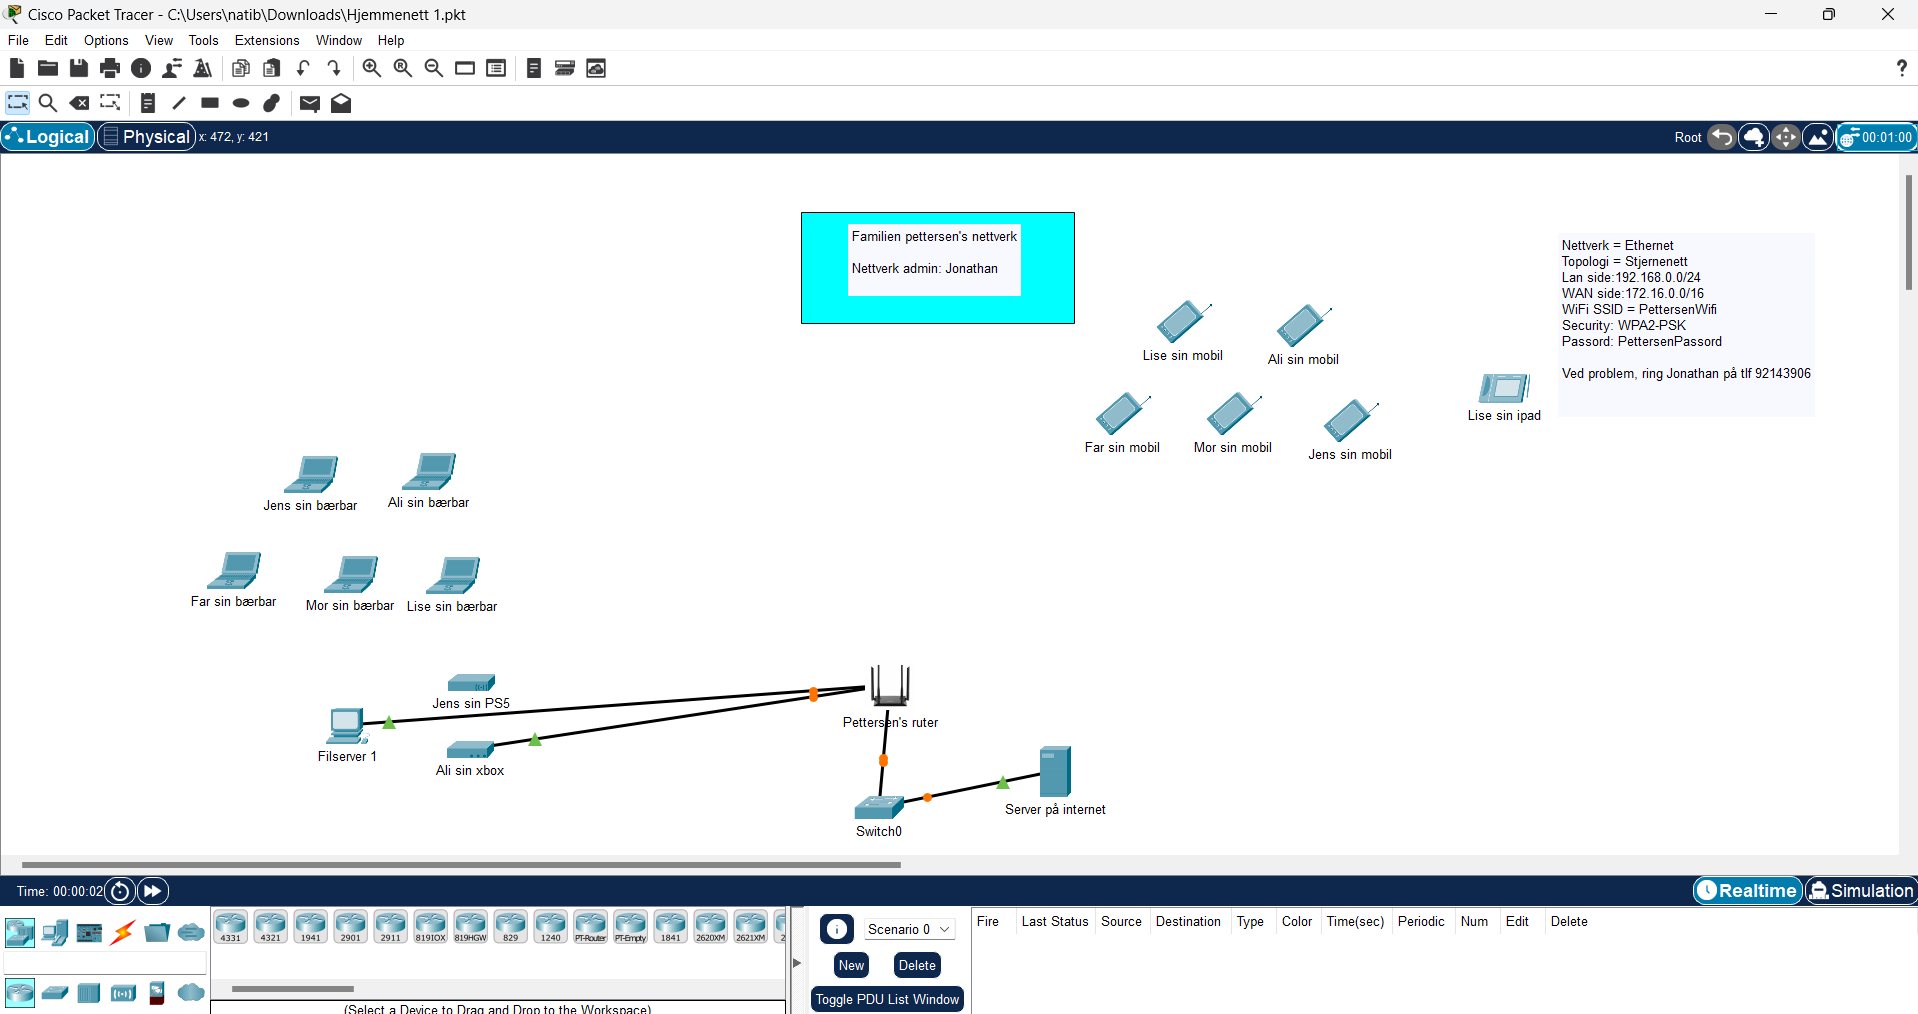 Cisco Packet Tracer - C:\Users\natib\Downloads\Hjemmenett 1.pkt
File Edit Options View Tools Extensions Window Help
?
Logical Physical x: 472, y: 421
Root 00:01:00
Familien pettersen's nettverk
Nettverk admin: Jonathan
Nettverk = Ethernet
Topologi = Stjernenett
Lan side:192.168.0.0/24
WAN side:172.16.0.0/16
WiFi SSID = PettersenWifi
Security: WPA2-PSK
Passord: PettersenPassord
Ved problem, ring Jonathan på tlf 92143906
Lise sin mobil
Ali sin mobil
Lise sin ipad
Far sin mobil
Mor sin mobil
Jens sin mobil
Jens sin bærbar
Ali sin bærbar
Far sin bærbar
Mor sin bærbar
Lise sin bærbar
Jens sin PS5
Pettersen's ruter
Filserver 1
Ali sin xbox
Server på internet
Switch0
Time: 00:00:02
Realtime Simulation
4331 4321 1941 2901 2911 819IOX 819HGW 829 1240 PT-Router PT-Empty 1841 2620XM 2621XM 2
(Select a Device to Drag and Drop to the Workspace)
Scenario 0
New Delete
Toggle PDU List Window
Fire Last Status Source Destination Type Color Time(sec) Periodic Num Edit Delete